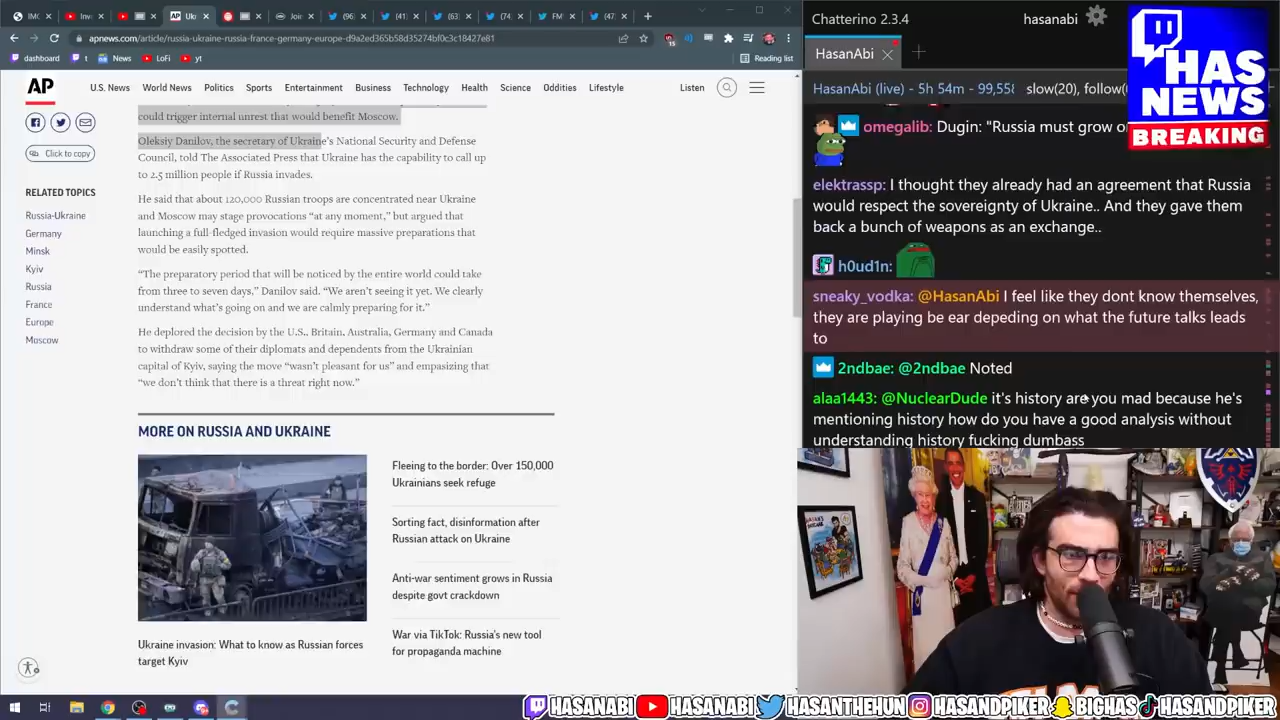 IMC
Inv
Ukr
Join
(96)
(41)
(63)
(74)
FM
(47)
apnews.com/article/russia-ukraine-russia-france-germany-europe-d9a2ed365b58d35274bf0c3c18427e81
dashboard
t
News
LoFi
yt
Reading list
AP
U.S. News
World News
Politics
Sports
Entertainment
Business
Technology
Health
Science
Oddities
Lifestyle
Listen
Click to copy
RELATED TOPICS
Russia-Ukraine
Germany
Minsk
Kyiv
Russia
France
Europe
Moscow
could trigger internal unrest that would benefit Moscow.
Oleksiy Danilov, the secretary of Ukraine's National Security and Defense
Council, told The Associated Press that Ukraine has the capability to call up
to 2.5 million people if Russia invades.
He said that about 120,000 Russian troops are concentrated near Ukraine
and Moscow may stage provocations “at any moment,” but argued that
launching a full-fledged invasion would require massive preparations that
would be easily spotted.
“The preparatory period that will be noticed by the entire world could take
from three to seven days,” Danilov said. “We aren't seeing it yet. We clearly
understand what's going on and we are calmly preparing for it.”
He deplored the decision by the U.S., Britain, Australia, Germany and Canada
to withdraw some of their diplomats and dependents from the Ukrainian
capital of Kyiv, saying the move “wasn't pleasant for us” and empasizing that
“we don't think that there is a threat right now.”
MORE ON RUSSIA AND UKRAINE
Ukraine invasion: What to know as Russian forces
target Kyiv
Fleeing to the border: Over 150,000
Ukrainians seek refuge
Sorting fact, disinformation after
Russian attack on Ukraine
Anti-war sentiment grows in Russia
despite govt crackdown
War via TikTok: Russia's new tool
for propaganda machine
Chatterino 2.3.4
hasanabi
HasanAbi
HasanAbi (live) - 5h 54m - 99,558
slow(20), follow(
HAS
NEWS
BREAKING
omegalib: Dugin: "Russia must grow o
elektrassp: I thought they already had an agreement that Russia
would respect the sovereignty of Ukraine.. And they gave them
back a bunch of weapons as an exchange..
h0ud1n:
sneaky_vodka: @HasanAbi I feel like they dont know themselves,
they are playing be ear depeding on what the future talks leads
to
2ndbae: @2ndbae Noted
alaa1443: @NuclearDude it's history are you mad because he's
mentioning history how do you have a good analysis without
understanding history fucking dumbass
HASANABI
HASANABI
HASANTHEHUN
HASANDPIKER
BIGHAS
HASANDPIKER